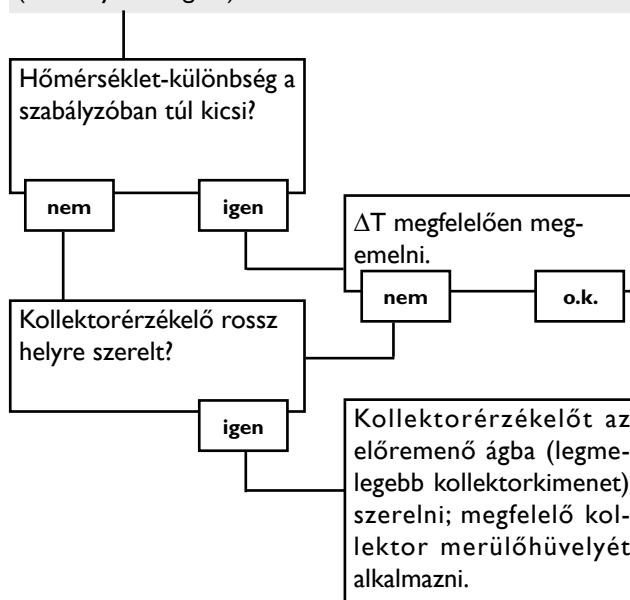 Hőmérséklet-különbség a
szabályzóban túl kicsi?
nem
igen
ΔT megfelelően meg-
emelni.
nem
o.k.
Kollektorérzékelő rossz
helyre szerelt?
igen
Kollektorérzékelőt az
előremenő ágba (legme-
legebb kollektorkimenet)
szerelni; megfelelő kol-
lektor merülőhüvelyét
alkalmazni.